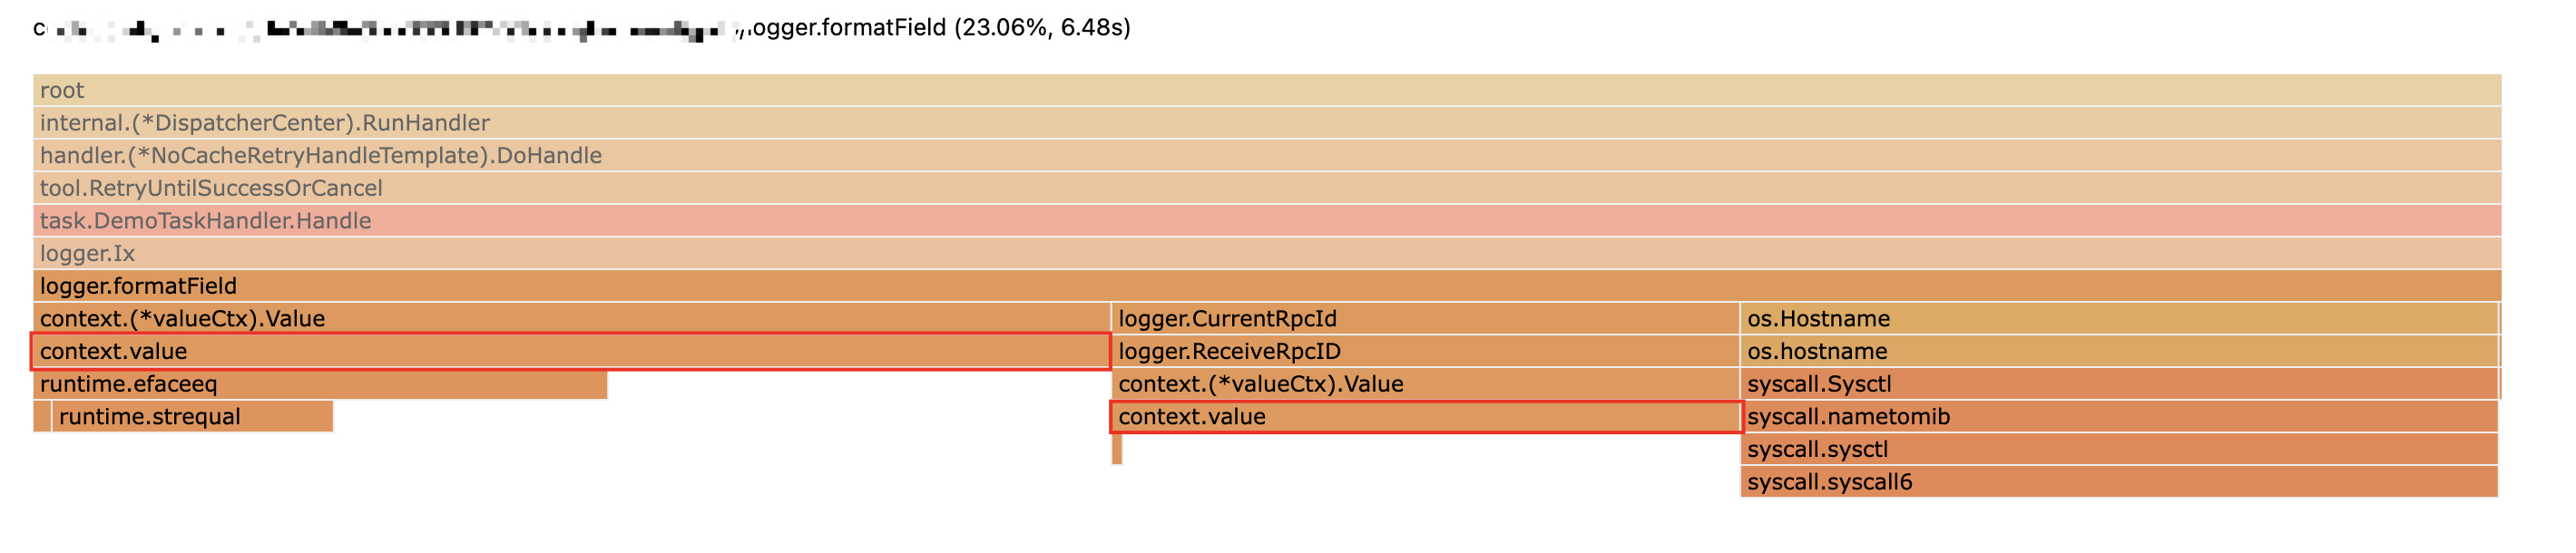 ogger.formatField (23.06%, 6.48s)
root
internal.(*DispatcherCenter).RunHandler
handler.(*NoCacheRetryHandleTemplate).DoHandle
tool.RetryUntilSuccessOrCancel
task.DemoTaskHandler.Handle
logger.Ix
logger.formatField
context.(*valueCtx).Value logger.CurrentRpcId os.Hostname
context.value logger.ReceiveRpcID os.hostname
runtime.efaceeq context.(*valueCtx).Value syscall.Sysctl
runtime.strequal context.value syscall.nametomib
syscall.sysctl
syscall.syscall6